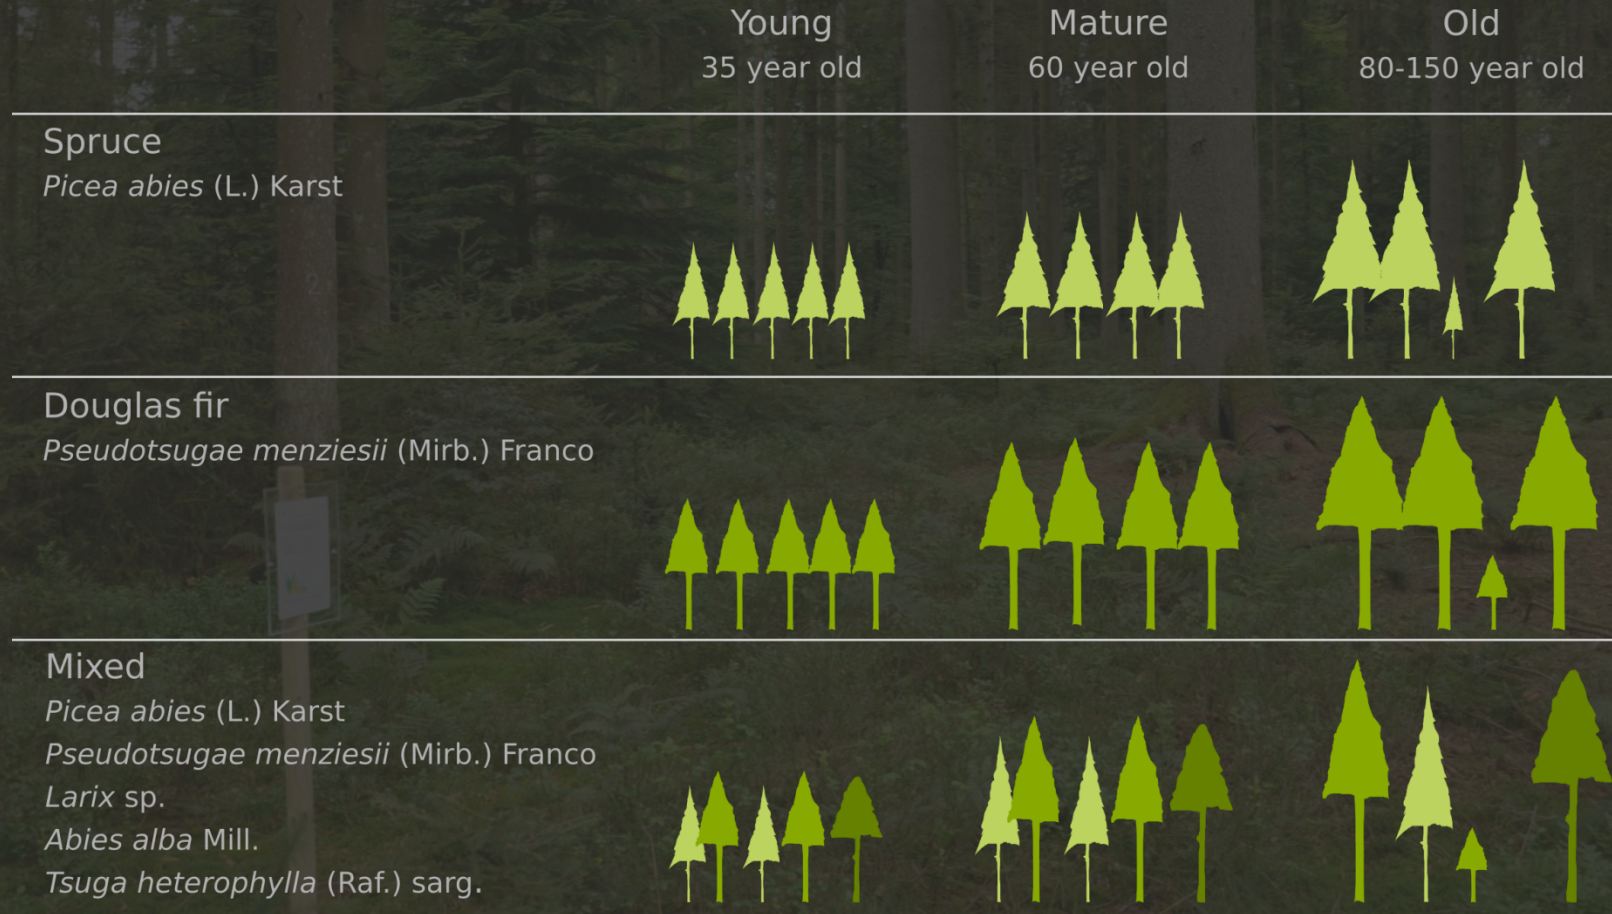 Young
Mature
Old
35 year old
60 year old
80-150 year old
Spruce
Picea abies (L.) Karst
Douglas fir
Pseudotsugae menziesii (Mirb.) Franco
Mixed
Picea abies (L.) Karst
Pseudotsugae menziesii (Mirb.) Franco
Larix sp.
Abies alba Mill.
Tsuga heterophylla (Raf.) sarg.